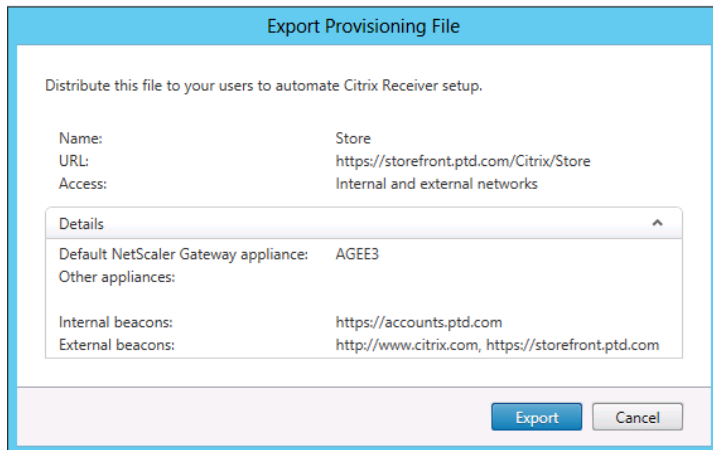 Export Provisioning File
Distribute this file to your users to automate Citrix Receiver setup.
Name: Store
URL: https://storefront.ptd.com/Citrix/Store
Access: Internal and external networks
Details
Default NetScaler Gateway appliance: AGEE3
Other appliances:
Internal beacons: https://accounts.ptd.com
External beacons: http://www.citrix.com, https://storefront.ptd.com
Export Cancel